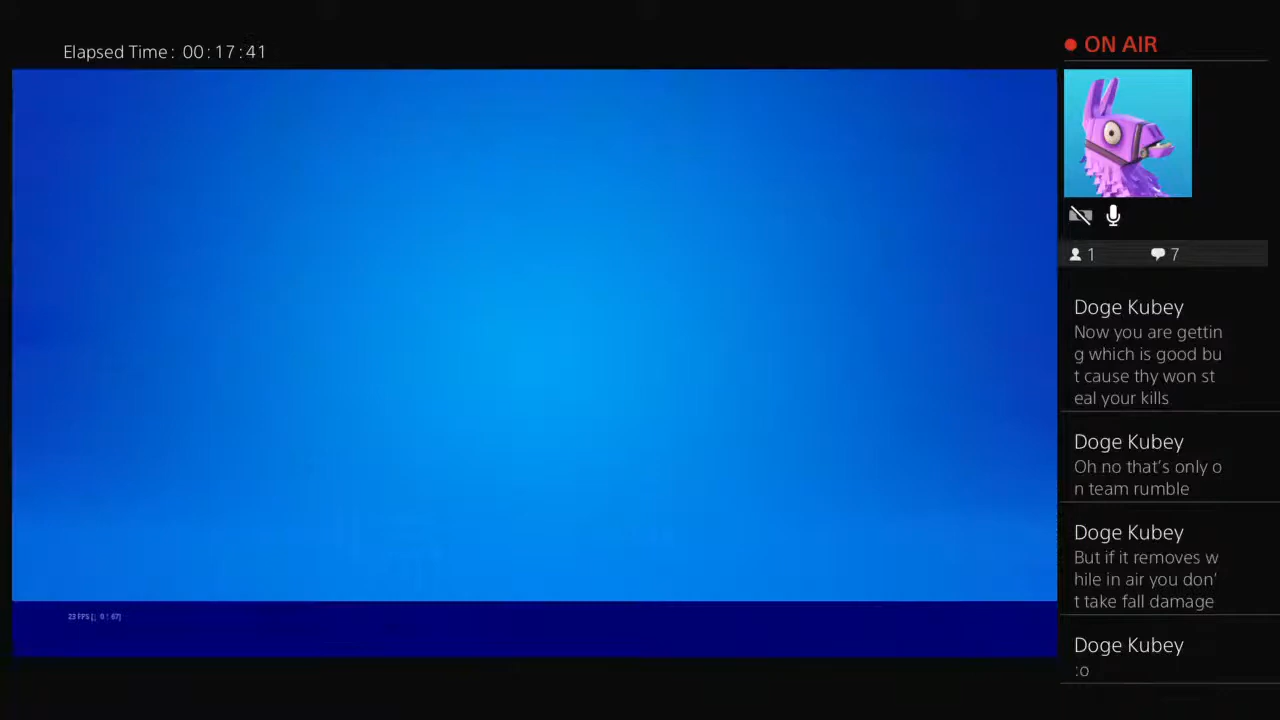 Elapsed Time: 00:17:41
ON AIR
1 7
Doge Kubey
Now you are gettin
g which is good bu
t cause thy won st
eal your kills
Doge Kubey
Oh no that's only o
n team rumble
Doge Kubey
But if it removes w
hile in air you don'
t take fall damage
Doge Kubey
:o
23 FPS